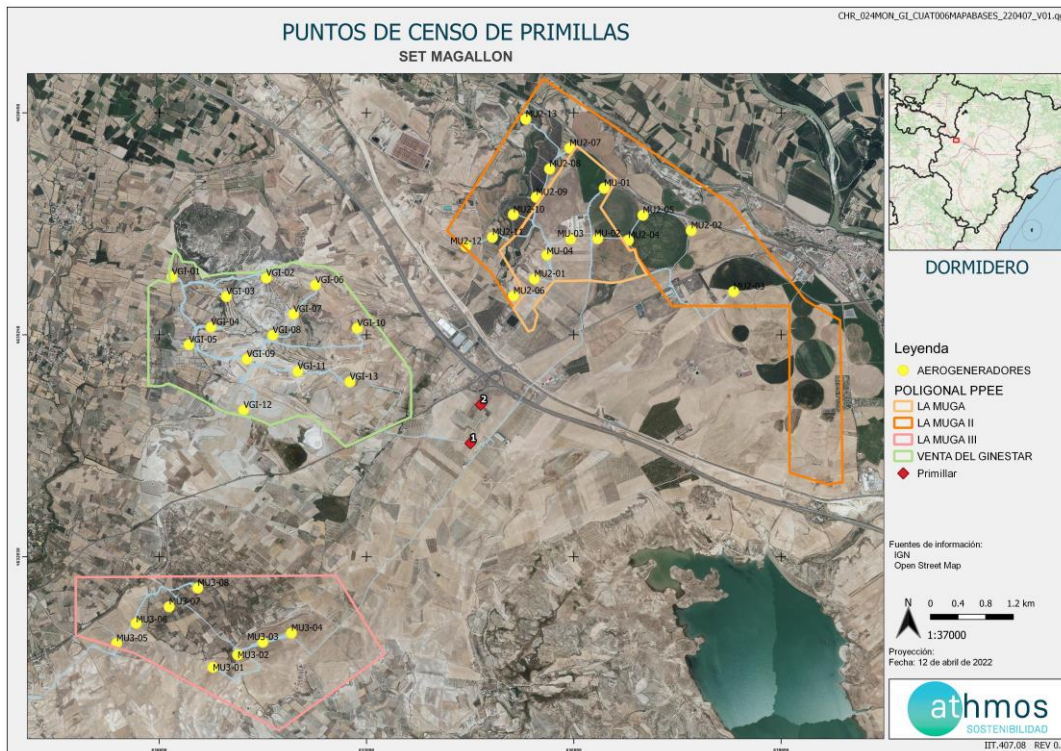 CHR_024MON_GI_CUAT006MAPABASES_220407_V01.qg
PUNTOS DE CENSO DE PRIMILLAS
SET MAGALLON
MU2-13
MU2-07
MU2-08
MU-01
MU2-09
MU2-10
MU2-05
MU2-02
MU2-12
MU-03
MU-02
MU2-04
MU2-12
MU-04
MU2-01
MU2-03
MU2-06
VGI-01
VGI-02
VGI-06
VGI-03
VGI-07
VGI-04
VGI-10
VGI-08
VGI-05
VGI-09
VGI-11
VGI-13
VGI-12
2
1
MU3-08
MU3-07
MU3-06
MU3-05
MU3-04
MU3-03
MU3-02
MU3-01
DORMIDERO
Leyenda
AEROGENERADORES
POLIGONAL PPEE
LA MUGA
LA MUGA II
LA MUGA III
VENTA DEL GINESTAR
Primillar
Fuentes de información:
IGN
Open Street Map
N
0 0.4 0.8 1.2 km
1:37000
Proyección:
Fecha: 12 de abril de 2022
athmos
SOSTENIBILIDAD
IIT.407.08 REV 0